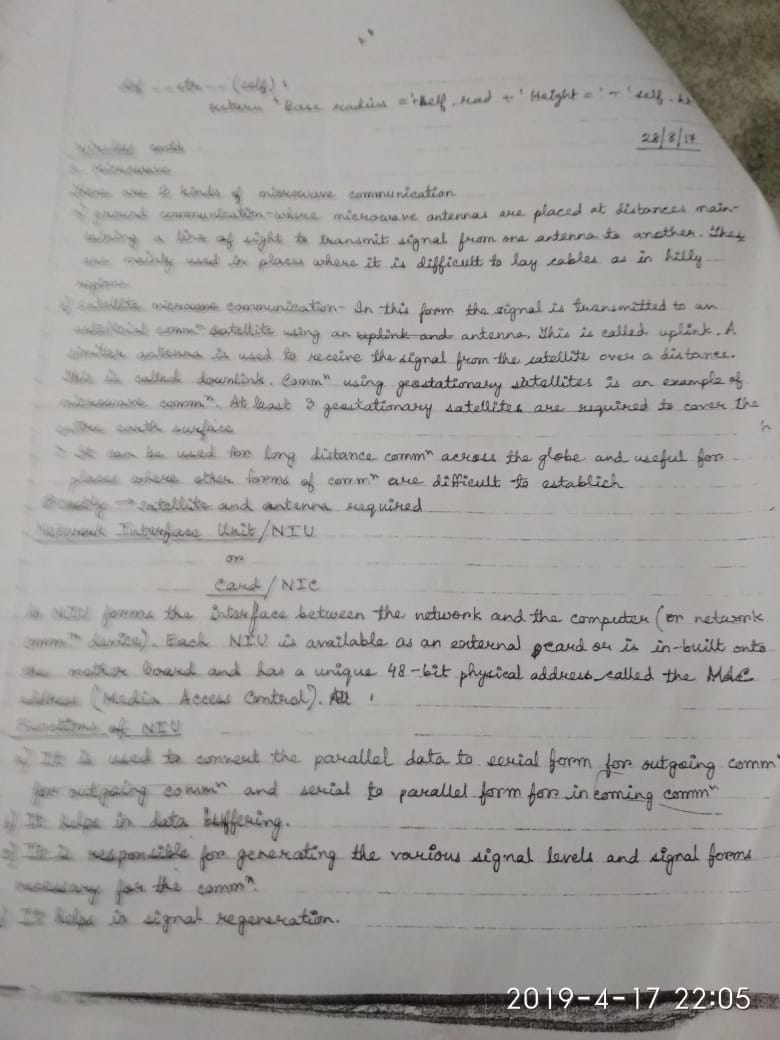 def __str__(self):
return 'Base radius ='+self.rad +'Height ='-'self.
28/8/17
Wireless
Microwave
There are 2 kinds of microwave communication
ground communication-where microwave antennas are placed at distances main-
taining a line of sight to transmit signal from one antenna to another. They
are mainly used in places where it is difficult to lay cables as in hilly
regions
satellite microwave communication- In this form the signal is transmitted to an
commⁿ satellite using an uplink and antenna. This is called uplink. A
similar antenna is used to receive the signal from the satellite over a distance.
This is called downlink. Commⁿ using geostationary satellites is an example of
microwave commⁿ. At least 3 geostationary satellites are required to cover the
entire earth surface
> It can be used for long distance commⁿ across the globe and useful for
places where other forms of commⁿ are difficult to establich
→ satellite and antenna required
Network Interface Unit/NIU
or
Card/NIC
NIU forms the interface between the network and the computer (or network
commⁿ device). Each NIU is available as an external card or is in-built onto
the mother board and has a unique 48-bit physical address called the MAC
address (Media Access Control).
Functions of NIU
a) It is used to convert the parallel data to serial form for outgoing commⁿ
for outgoing commⁿ and serial to parallel form for incoming commⁿ
b) It helps in data buffering.
c) It is responsible for generating the various signal levels and signal forms
necessary for the commⁿ.
) It helps in signal regeneration.
2019-4-17 22:05